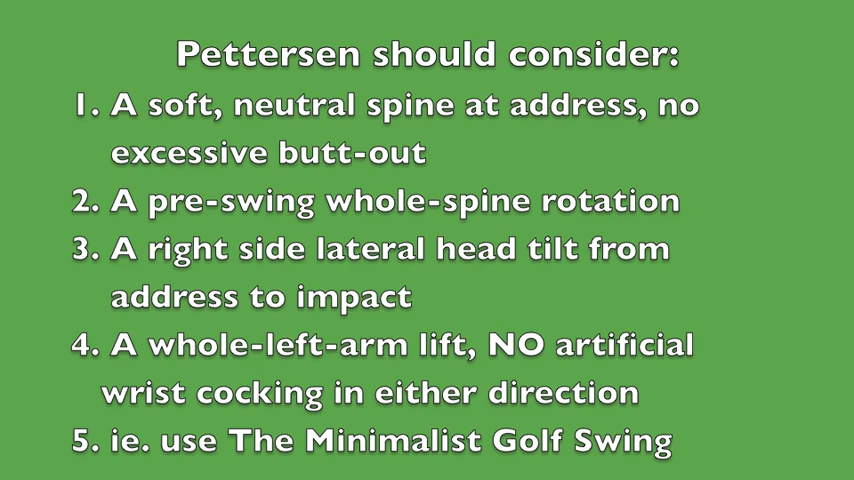 Pettersen should consider:
1. A soft, neutral spine at address, no
excessive butt-out
2. A pre-swing whole-spine rotation
3. A right side lateral head tilt from
address to impact
4. A whole-left-arm lift, NO artificial
wrist cocking in either direction
5. ie. use The Minimalist Golf Swing